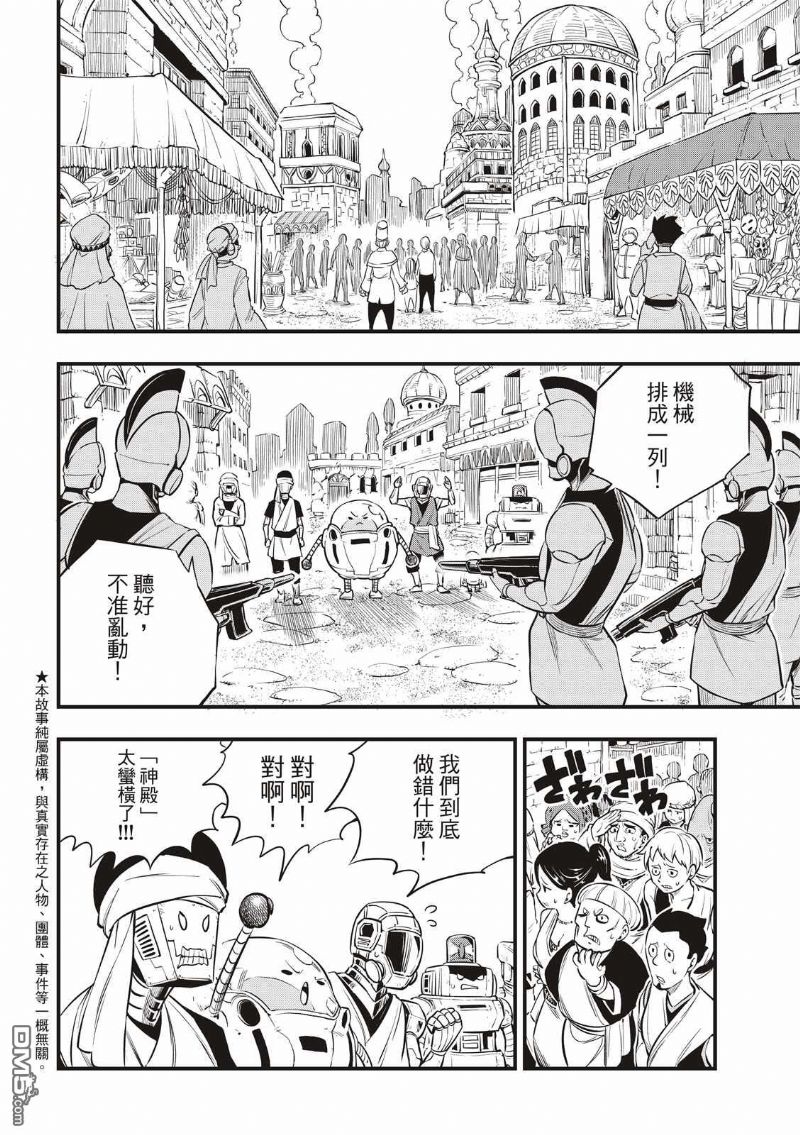 機械
排成一列！
聽好，
不准亂動！
ざわ
ざわ
我們到底
做錯什麼！
對啊！
對啊！
「神殿」
太蠻橫了!!!
★本故事純屬虛構，與真實存在之人物、團體、事件等一概無關。
DM5.com